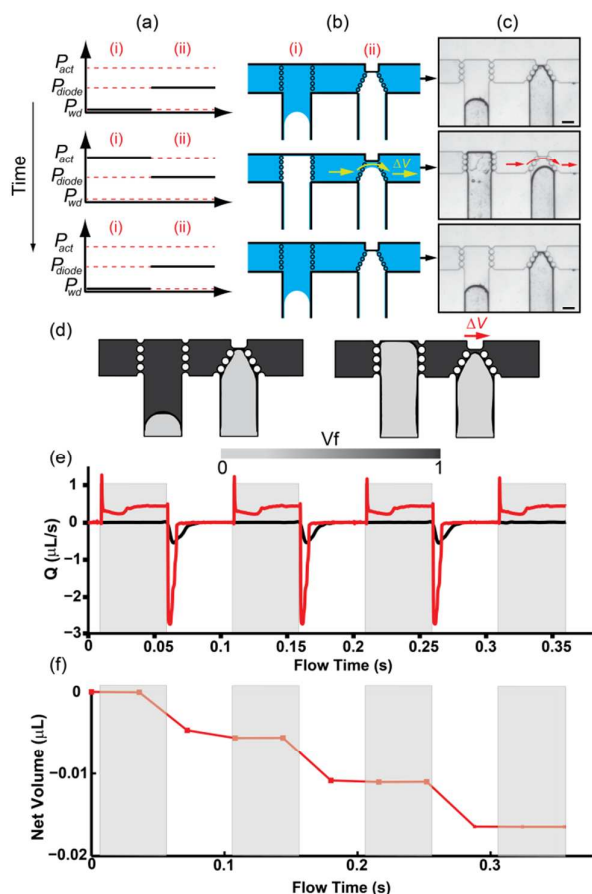 (a) (b) (c)
(i) (ii)
P_act
P_diode
P_wd
Time
(i) (ii)
P_act
P_diode
P_wd
(i) (ii)
P_act
P_diode
P_wd
(i) (ii)
ΔV
(d)
ΔV
Vf
0 1
(e)
Q (μL/s)
1
0
−1
−2
−3
0 0.05 0.1 0.15 0.2 0.25 0.3 0.35
Flow Time (s)
(f)
Net Volume (μL)
0
−0.01
−0.02
0 0.1 0.2 0.3
Flow Time (s)